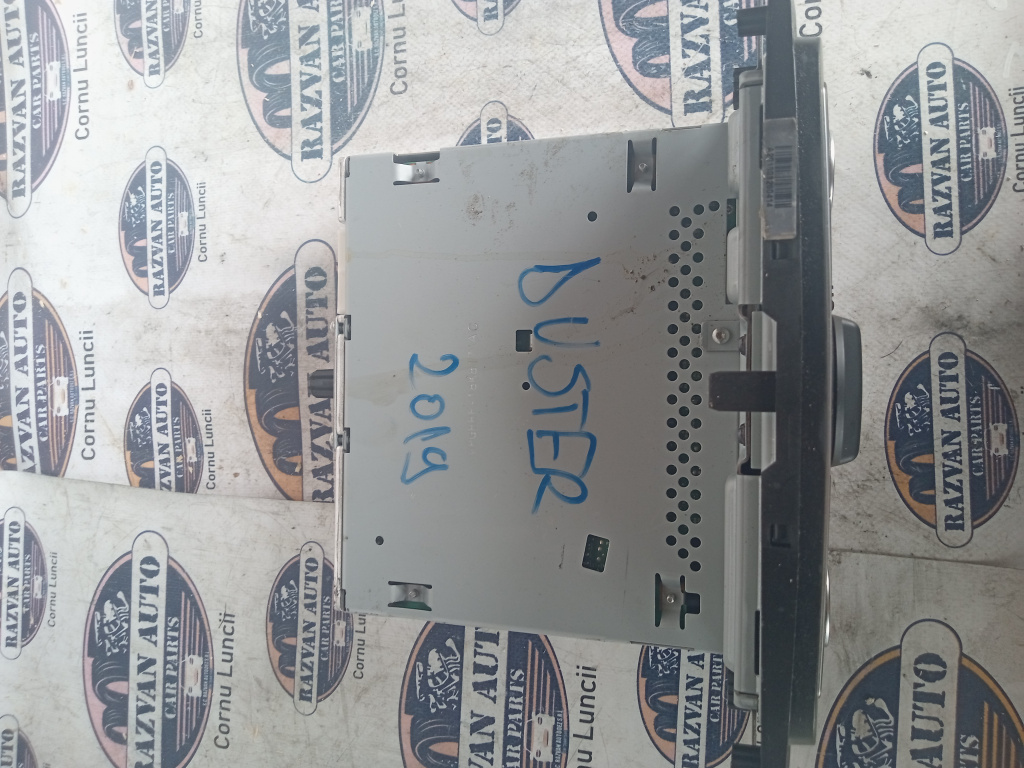 DUSTER
2019
RAZVAN AUTO
CAR PARTS
Cornu Luncii